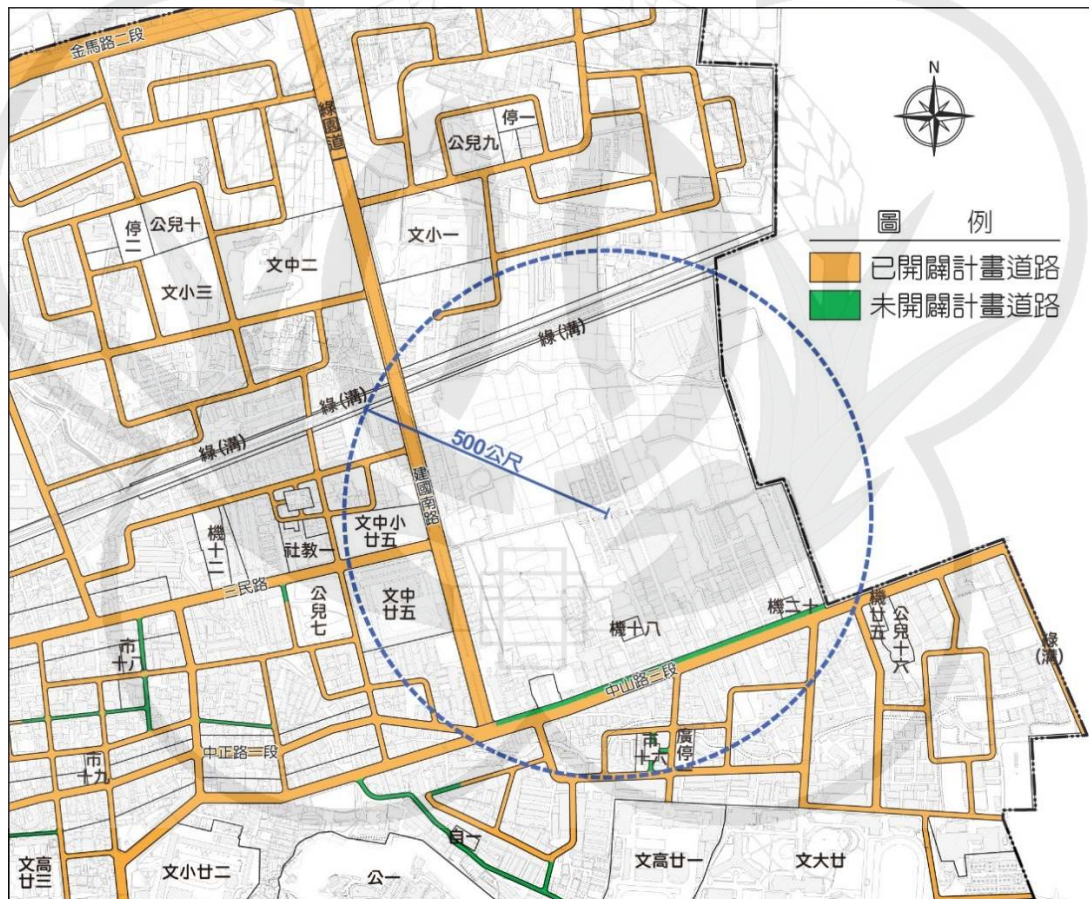 金馬路二段
綠園道
停一
公兒九
N
圖例
已開闢計畫道路
未開闢計畫道路
公兒十
停二
文小一
文中二
文小三
綠(溝)
綠(溝)
綠(溝)
500公尺
建國南路
文中小
廿五
社教一
機十二
三民路
公兒七
文中
廿五
機十八
機二十
機廿五
公兒十六
綠(溝)
中山路二段
市十八
中正路二段
市十六
廣停
市十九
自一
文高
廿三
文小廿二
公一
文高廿一
文大廿